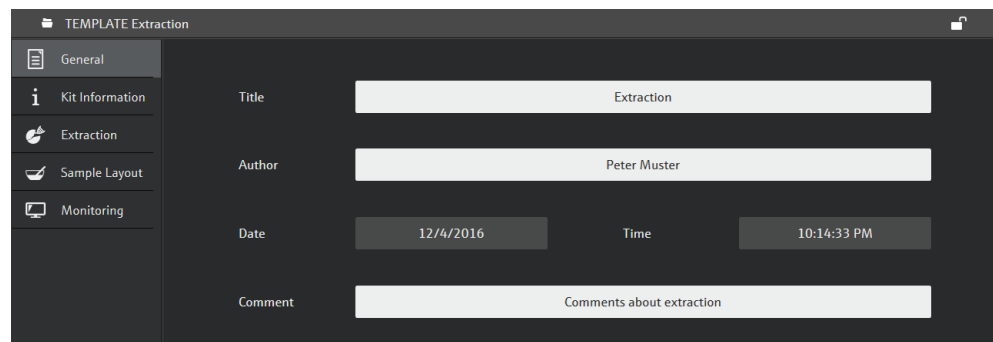 TEMPLATE Extraction
General
Kit Information
Extraction
Sample Layout
Monitoring
Title Extraction
Author Peter Muster
Date 12/4/2016 Time 10:14:33 PM
Comment Comments about extraction